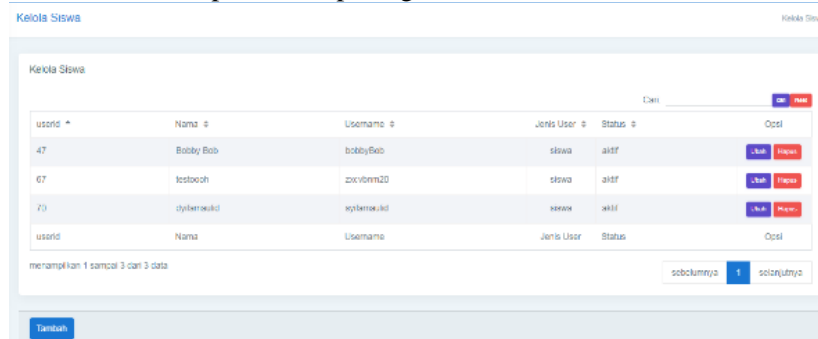 Kelola Siswa
Kelola
Kelola Siswa
Cari:
userid Nama Username Jenis User Status Opsi
47 Bobby Bob bobbyBob siswa aktif Ubah Hapus
67 zxcvbnm20 siswa aktif Ubah Hapus
70 siswa aktif Ubah Hapus
userid Nama Username Jenis User Status Opsi
menampilkan 1 sampai 3 dari 3 data
sebelumnya 1 selanjutnya
Tambah